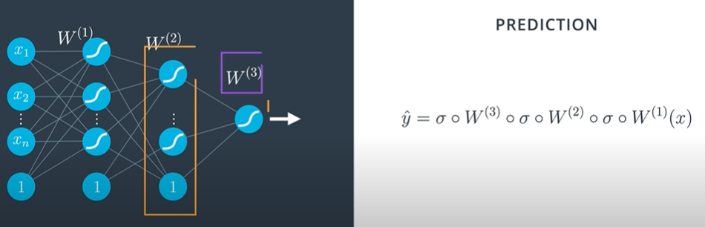 W^{(1)}
W^{(2)}
W^{(3)}
x_1
x_2
⋮
x_n
1
1
1
PREDICTION
ŷ = σ ∘ W^{(3)} ∘ σ ∘ W^{(2)} ∘ σ ∘ W^{(1)}(x)